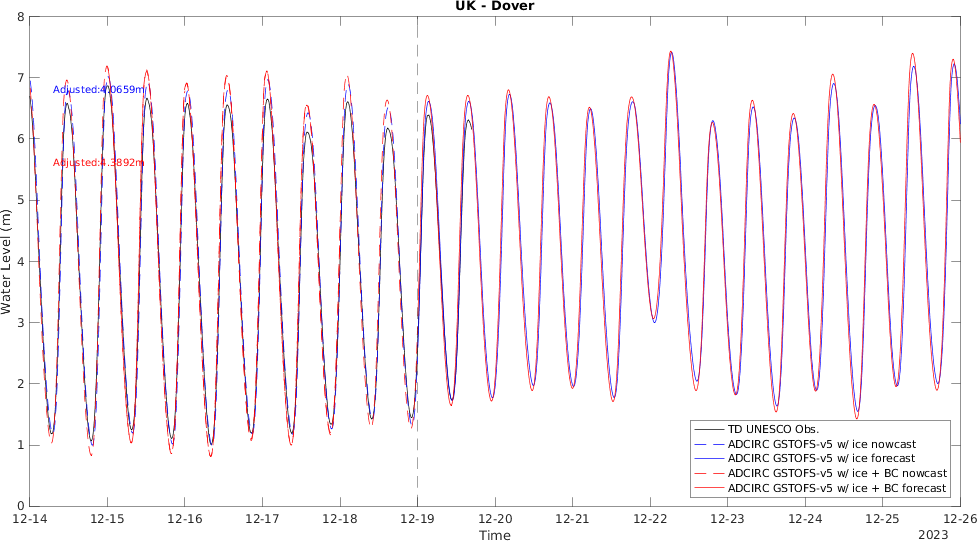 UK - Dover
8
7
6
5
4
3
2
1
0
Water Level (m)
Adjusted:4.0659m
Adjusted:4.3892m
TD UNESCO Obs.
ADCIRC GSTOFS-v5 w/ ice nowcast
ADCIRC GSTOFS-v5 w/ ice forecast
ADCIRC GSTOFS-v5 w/ ice + BC nowcast
ADCIRC GSTOFS-v5 w/ ice + BC forecast
12-14 12-15 12-16 12-17 12-18 12-19 12-20 12-21 12-22 12-23 12-24 12-25 12-26
Time
2023